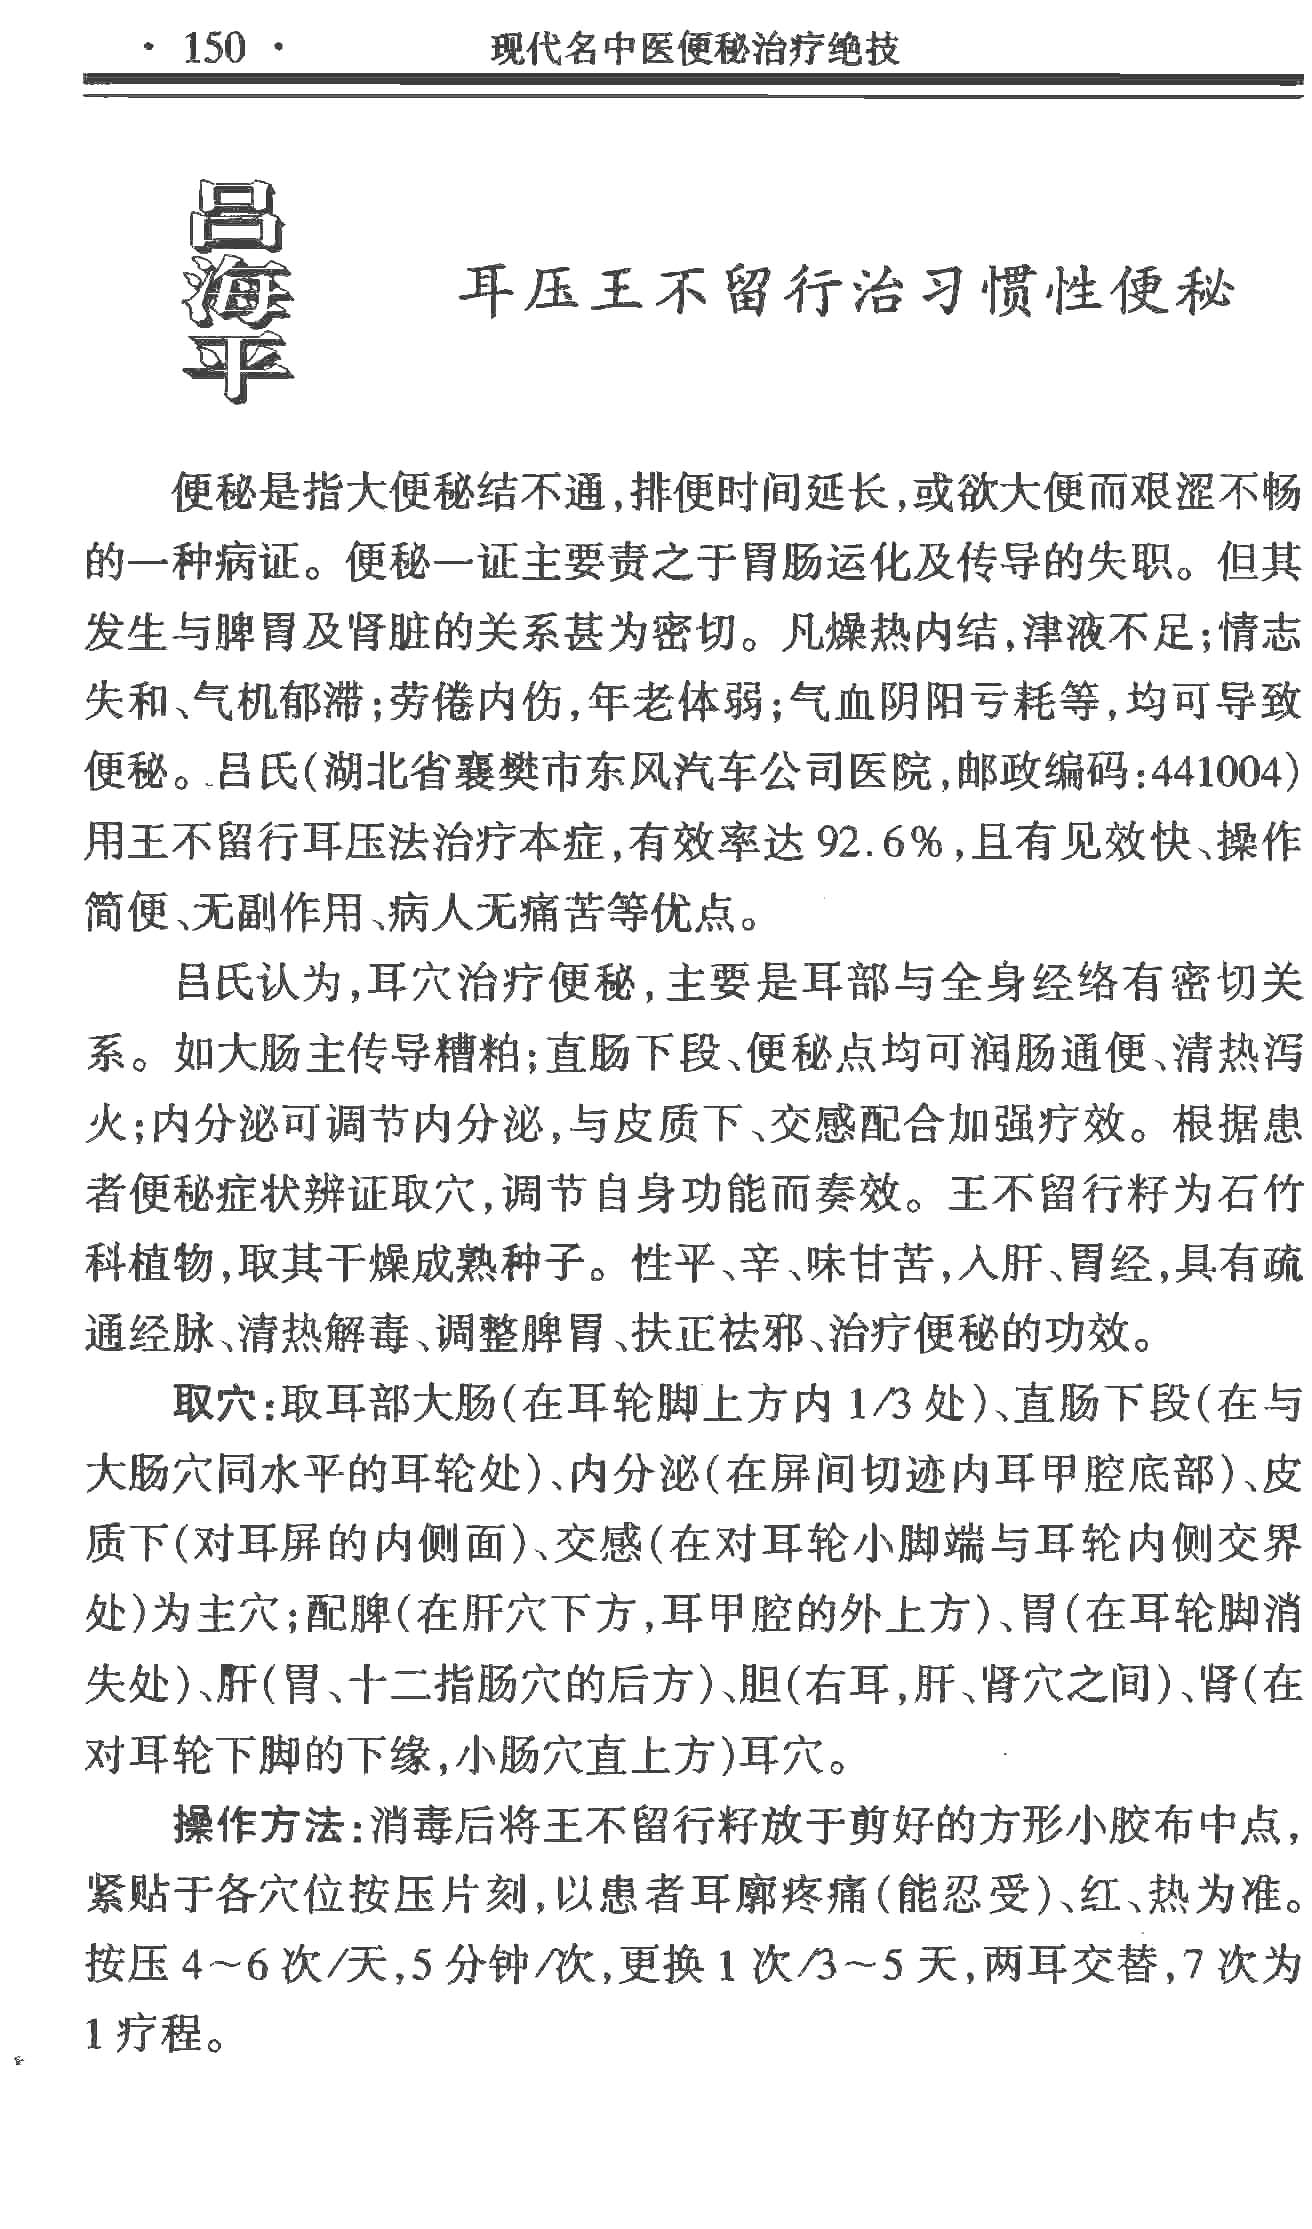 · 150 ·
现代名中医便秘治疗绝技
吕海平
耳压王不留行治习惯性便秘
便秘是指大便秘结不通,排便时间延长,或欲大便而艰涩不畅
的一种病证。便秘一证主要责之于胃肠运化及传导的失职。但其
发生与脾胃及肾脏的关系甚为密切。凡燥热内结,津液不足;情志
失和、气机郁滞;劳倦内伤,年老体弱;气血阴阳亏耗等,均可导致
便秘。吕氏(湖北省襄樊市东风汽车公司医院,邮政编码:441004)
用王不留行耳压法治疗本症,有效率达 92.6%,且有见效快、操作
简便、无副作用、病人无痛苦等优点。
吕氏认为,耳穴治疗便秘,主要是耳部与全身经络有密切关
系。如大肠主传导糟粕;直肠下段、便秘点均可润肠通便、清热泻
火;内分泌可调节内分泌,与皮质下、交感配合加强疗效。根据患
者便秘症状辨证取穴,调节自身功能而奏效。王不留行籽为石竹
科植物,取其干燥成熟种子。性平、辛、味甘苦,入肝、胃经,具有疏
通经脉、清热解毒、调整脾胃、扶正祛邪、治疗便秘的功效。
取穴:取耳部大肠(在耳轮脚上方内 1/3 处)、直肠下段(在与
大肠穴同水平的耳轮处)、内分泌(在屏间切迹内耳甲腔底部)、皮
质下(对耳屏的内侧面)、交感(在对耳轮小脚端与耳轮内侧交界
处)为主穴;配脾(在肝穴下方,耳甲腔的外上方)、胃(在耳轮脚消
失处)、肝(胃、十二指肠穴的后方)、胆(右耳,肝、肾穴之间)、肾(在
对耳轮下脚的下缘,小肠穴直上方)耳穴。
操作方法:消毒后将王不留行籽放于剪好的方形小胶布中点,
紧贴于各穴位按压片刻,以患者耳廓疼痛(能忍受)、红、热为准。
按压 4～6 次/天,5 分钟/次,更换 1 次/3～5 天,两耳交替,7 次为
1 疗程。